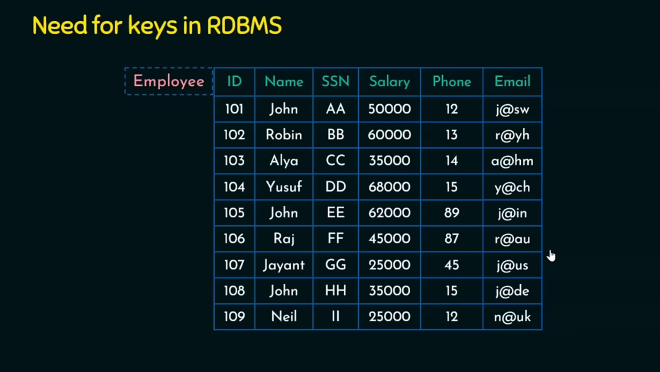 Need for keys in RDBMS
Employee ID Name SSN Salary Phone Email
101 John AA 50000 12 j@sw
102 Robin BB 60000 13 r@yh
103 Alya CC 35000 14 a@hm
104 Yusuf DD 68000 15 y@ch
105 John EE 62000 89 j@in
106 Raj FF 45000 87 r@au
107 Jayant GG 25000 45 j@us
108 John HH 35000 15 j@de
109 Neil II 25000 12 n@uk